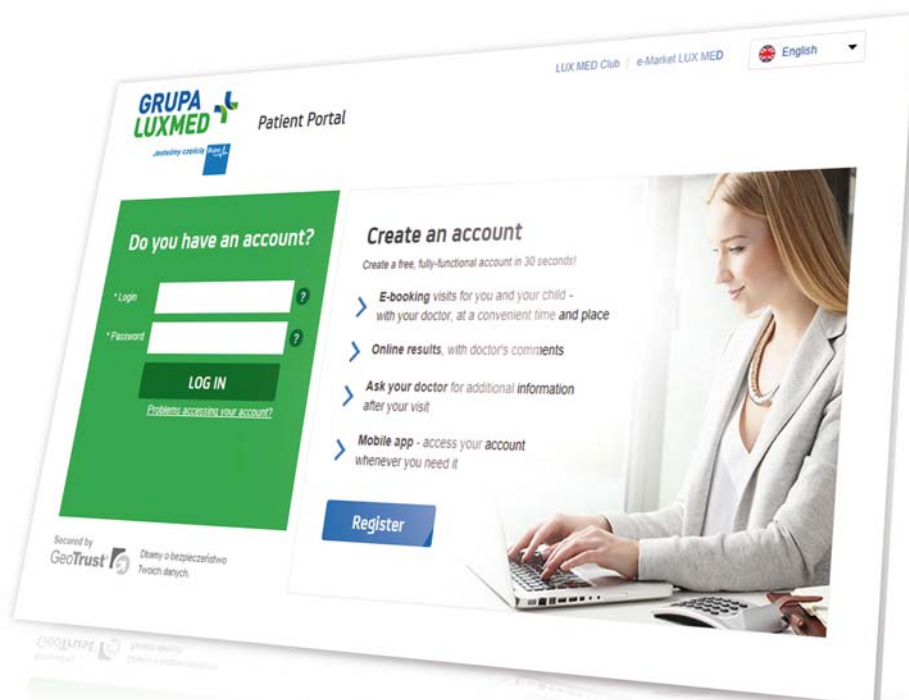 LUX MED Club | e-Market LUX MED
English
GRUPA
LUXMED
Patient Portal
Jesteśmy częścią Bupa
Do you have an account?
* Login
?
* Password
?
LOG IN
Problems accessing your account?
Create an account
Create a free, fully-functional account in 30 seconds!
E-booking visits for you and your child -
with your doctor, at a convenient time and place
Online results, with doctor's comments
Ask your doctor for additional information
after your visit
Mobile app - access your account
whenever you need it
Register
Secured by
GeoTrust
Dbamy o bezpieczeństwo
Twoich danych.